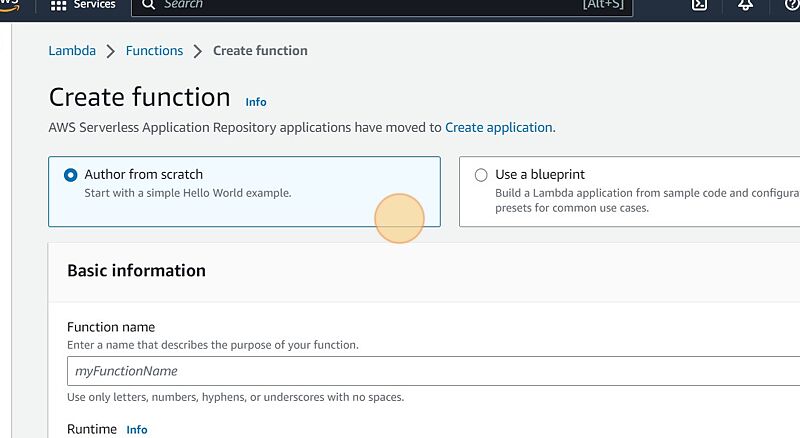 Services Search [Alt+S]
Lambda > Functions > Create function
Create function Info
AWS Serverless Application Repository applications have moved to Create application.
Author from scratch
Start with a simple Hello World example.
Use a blueprint
Build a Lambda application from sample code and configura
presets for common use cases.
Basic information
Function name
Enter a name that describes the purpose of your function.
myFunctionName
Use only letters, numbers, hyphens, or underscores with no spaces.
Runtime Info